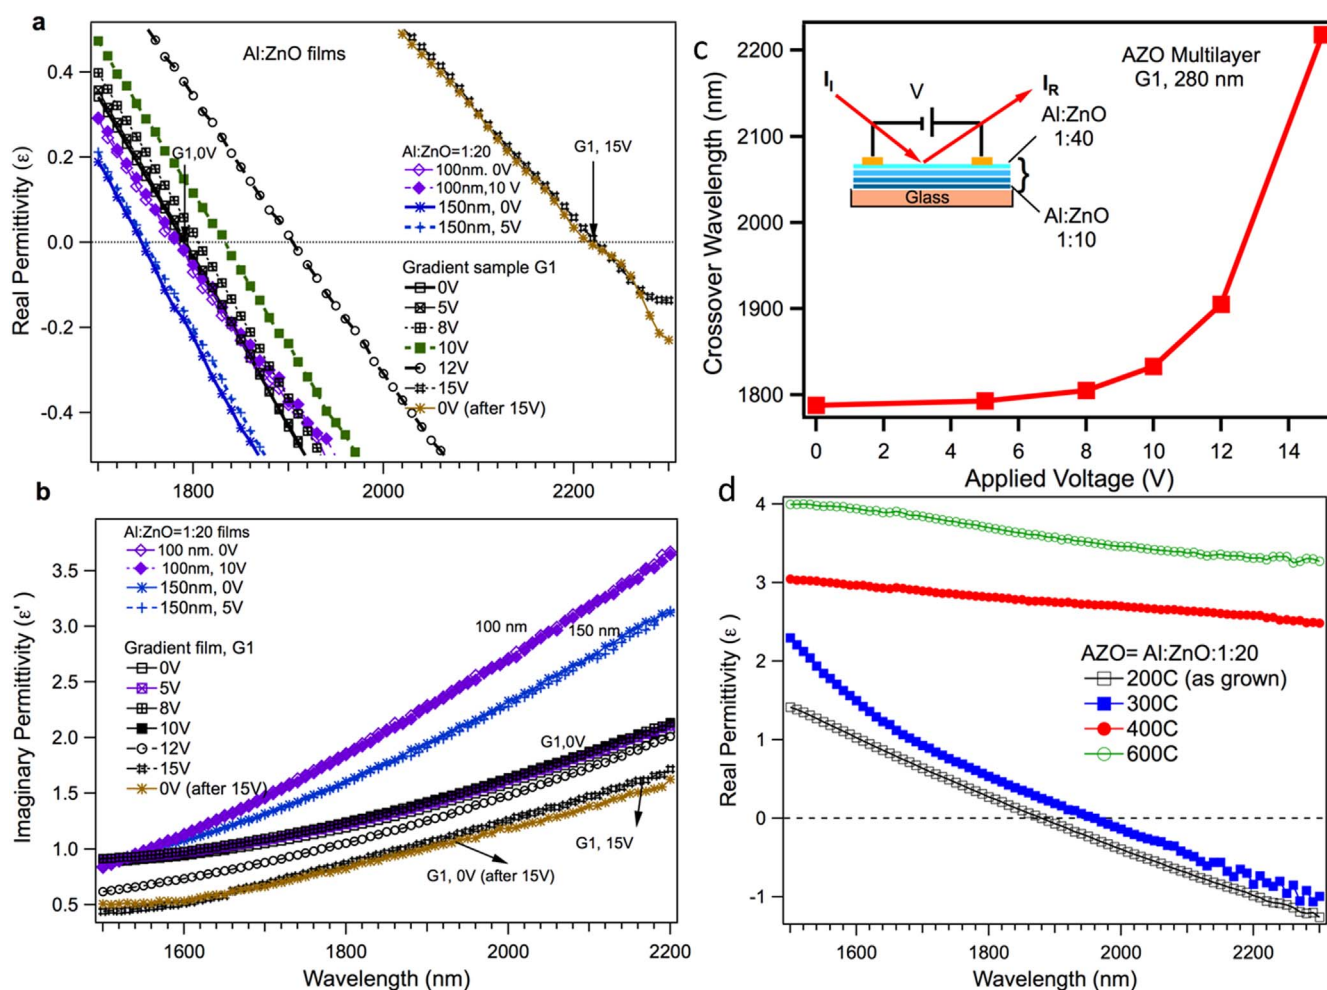 a
Al:ZnO films
Real Permittivity (ε)
0.4
0.2
0.0
-0.2
-0.4
G1,0V
G1, 15V
Al:ZnO=1:20
100nm. 0V
100nm,10 V
150nm, 0V
150nm, 5V
Gradient sample G1
0V
5V
8V
10V
12V
15V
0V (after 15V)
1800
2000
2200
c
Crossover Wavelength (nm)
2200
2100
2000
1900
1800
AZO Multilayer
G1, 280 nm
II
V
IR
Al:ZnO
1:40
Glass
Al:ZnO
1:10
0 2 4 6 8 10 12 14
Applied Voltage (V)
b
Imaginary Permittivity (ε')
3.5
3.0
2.5
2.0
1.5
1.0
0.5
Al:ZnO=1:20 films
100 nm. 0V
100nm, 10V
150nm, 0V
150nm, 5V
Gradient film, G1
0V
5V
8V
10V
12V
15V
0V (after 15V)
100 nm
150 nm
G1,0V
G1, 15V
G1, 0V (after 15V)
1600 1800 2000 2200
Wavelength (nm)
d
Real Permittivity (ε )
4
3
2
1
0
-1
AZO= Al:ZnO:1:20
200C (as grown)
300C
400C
600C
1600 1800 2000 2200
Wavelength (nm)